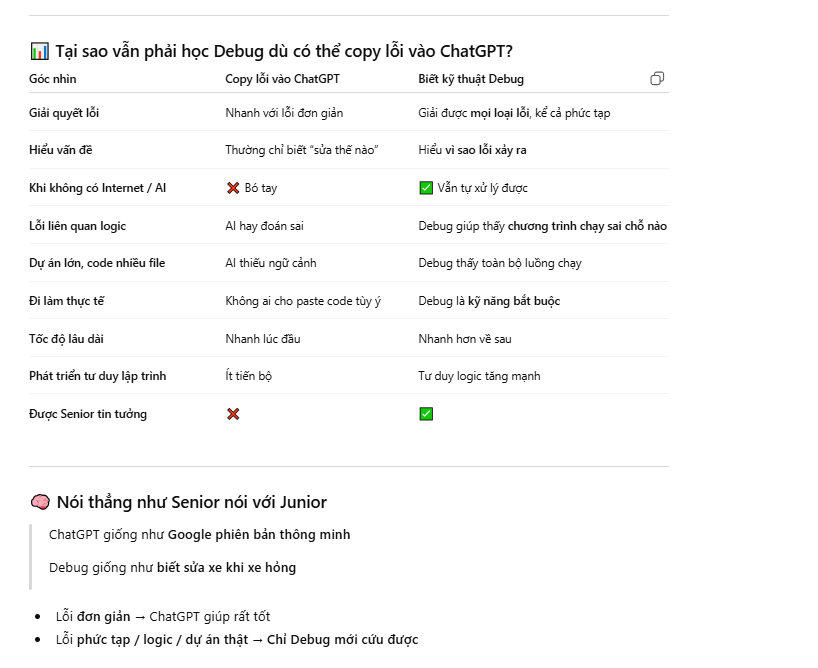 📊 Tại sao vẫn phải học Debug dù có thể copy lỗi vào ChatGPT?
Góc nhìn Copy lỗi vào ChatGPT Biết kỹ thuật Debug
Giải quyết lỗi Nhanh với lỗi đơn giản Giải được mọi loại lỗi, kể cả phức tạp
Hiểu vấn đề Thường chỉ biết “sửa thế nào” Hiểu vì sao lỗi xảy ra
Khi không có Internet / AI ❌ Bó tay ✅ Vẫn tự xử lý được
Lỗi liên quan logic AI hay đoán sai Debug giúp thấy chương trình chạy sai chỗ nào
Dự án lớn, code nhiều file AI thiếu ngữ cảnh Debug thấy toàn bộ luồng chạy
Đi làm thực tế Không ai cho paste code tùy ý Debug là kỹ năng bắt buộc
Tốc độ lâu dài Nhanh lúc đầu Nhanh hơn về sau
Phát triển tư duy lập trình Ít tiến bộ Tư duy logic tăng mạnh
Được Senior tin tưởng ❌ ✅
🧠 Nói thẳng như Senior nói với Junior
ChatGPT giống như Google phiên bản thông minh
Debug giống như biết sửa xe khi xe hỏng
• Lỗi đơn giản → ChatGPT giúp rất tốt
• Lỗi phức tạp / logic / dự án thật → Chỉ Debug mới cứu được